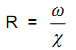 R = ω/χ